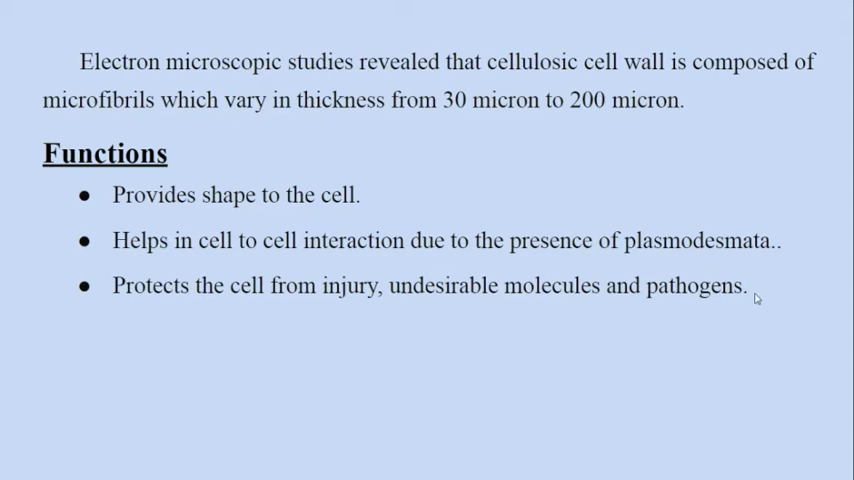 Electron microscopic studies revealed that cellulosic cell wall is composed of
microfibrils which vary in thickness from 30 micron to 200 micron.
Functions
● Provides shape to the cell.
● Helps in cell to cell interaction due to the presence of plasmodesmata..
● Protects the cell from injury, undesirable molecules and pathogens.